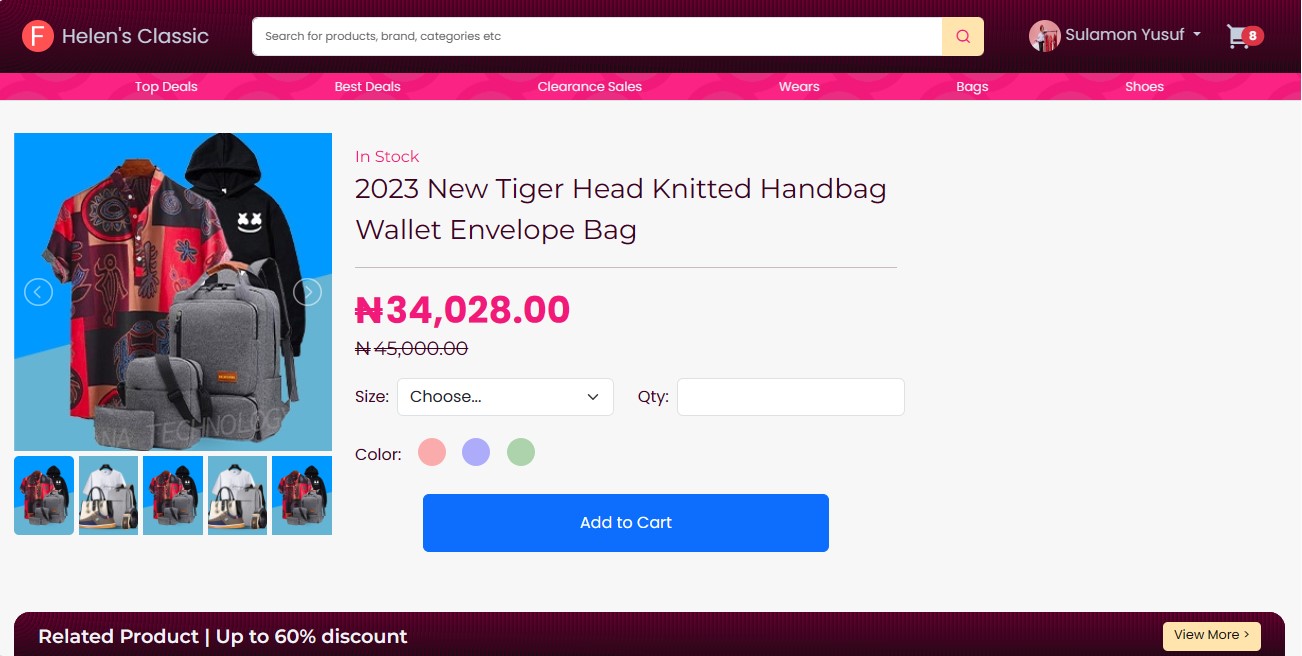 F Helen's Classic
Search for products, brand, categories etc
Sulamon Yusuf
8
Top Deals
Best Deals
Clearance Sales
Wears
Bags
Shoes
In Stock
2023 New Tiger Head Knitted Handbag
Wallet Envelope Bag
₦34,028.00
₦ 45,000.00
Size: Choose...
Qty:
NA TECHNOLOGY
Color:
Add to Cart
Related Product | Up to 60% discount
View More >